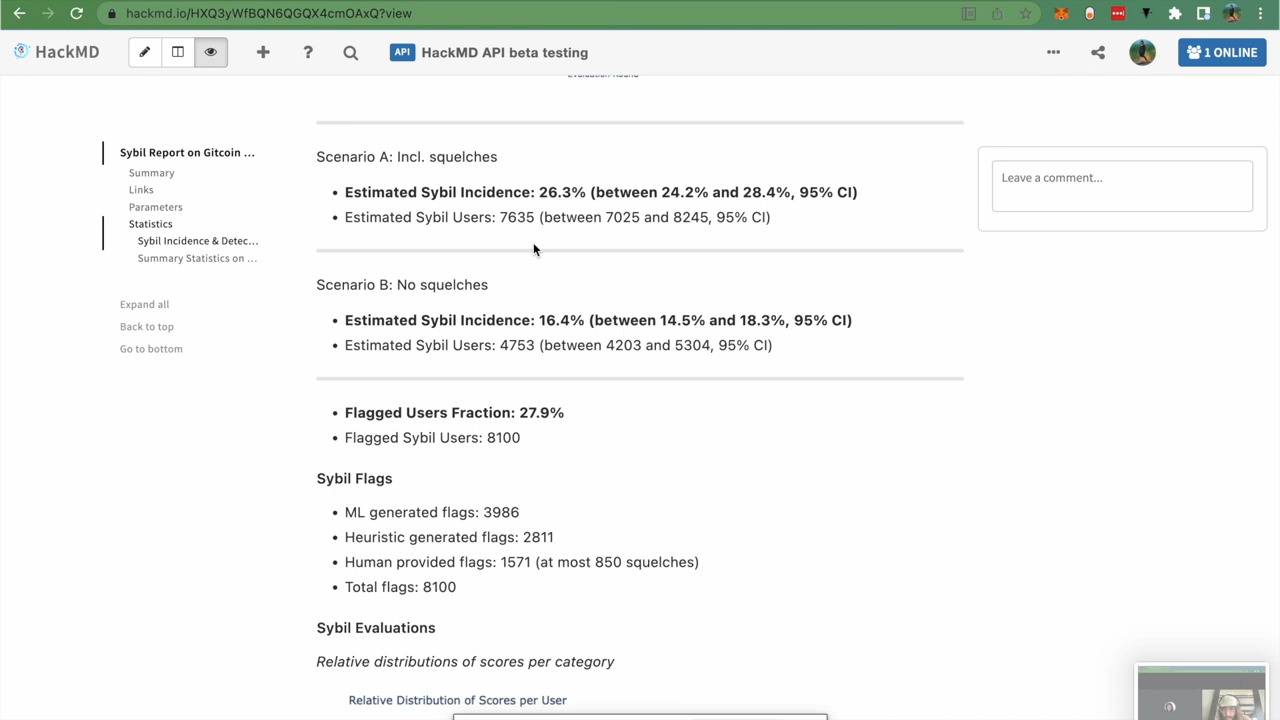 hackmd.io/HXQ3yWfBQN6QGQX4cmOAxQ?view
HackMD
API
HackMD API beta testing
1 ONLINE
Evaluation Round
Sybil Report on Gitcoin ...
Summary
Links
Parameters
Statistics
Sybil Incidence & Detec...
Summary Statistics on ...
Expand all
Back to top
Go to bottom
Scenario A: Incl. squelches
• Estimated Sybil Incidence: 26.3% (between 24.2% and 28.4%, 95% CI)
• Estimated Sybil Users: 7635 (between 7025 and 8245, 95% CI)
Scenario B: No squelches
• Estimated Sybil Incidence: 16.4% (between 14.5% and 18.3%, 95% CI)
• Estimated Sybil Users: 4753 (between 4203 and 5304, 95% CI)
• Flagged Users Fraction: 27.9%
• Flagged Sybil Users: 8100
Sybil Flags
• ML generated flags: 3986
• Heuristic generated flags: 2811
• Human provided flags: 1571 (at most 850 squelches)
• Total flags: 8100
Sybil Evaluations
Relative distributions of scores per category
Relative Distribution of Scores per User
Leave a comment...